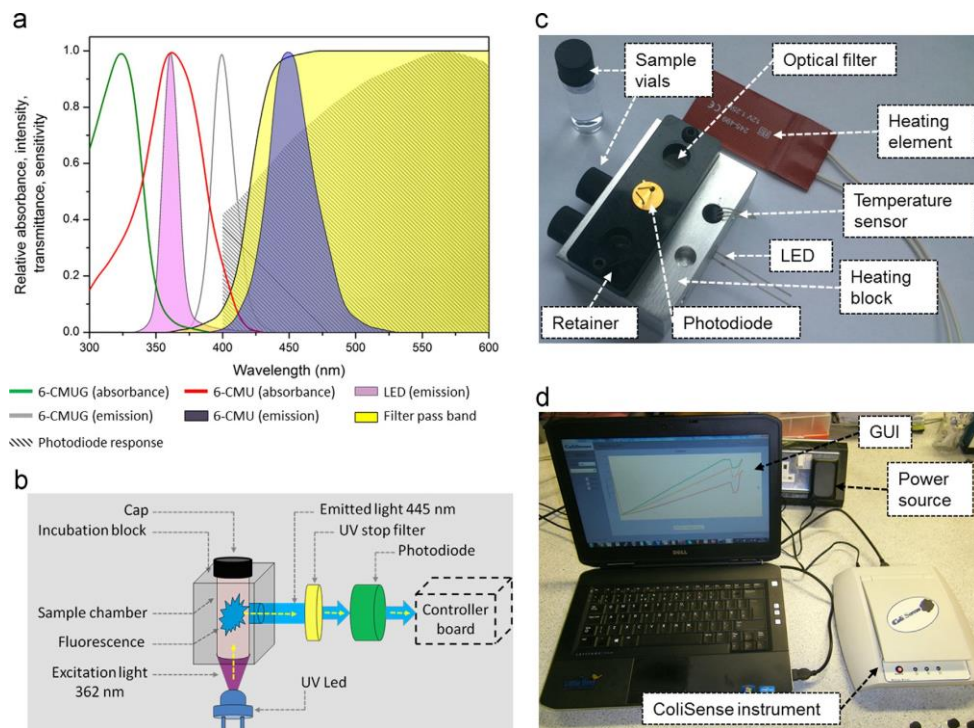 a
Relative absorbance, intensity,
transmittance, sensitivity
1.0
0.8
0.6
0.4
0.2
0.0
300 350 400 450 500 550 600
Wavelength (nm)
6-CMUG (absorbance) 6-CMU (absorbance) LED (emission)
6-CMUG (emission) 6-CMU (emission) Filter pass band
Photodiode response
b
Cap
Incubation block
Sample chamber
Fluorescence
Excitation light
362 nm
Emitted light 445 nm
UV stop filter
Photodiode
Controller
board
UV Led
c
Sample
vials
Optical filter
Heating
element
Temperature
sensor
LED
Heating
block
Retainer
Photodiode
d
GUI
Power
source
DELL
ColiSense instrument